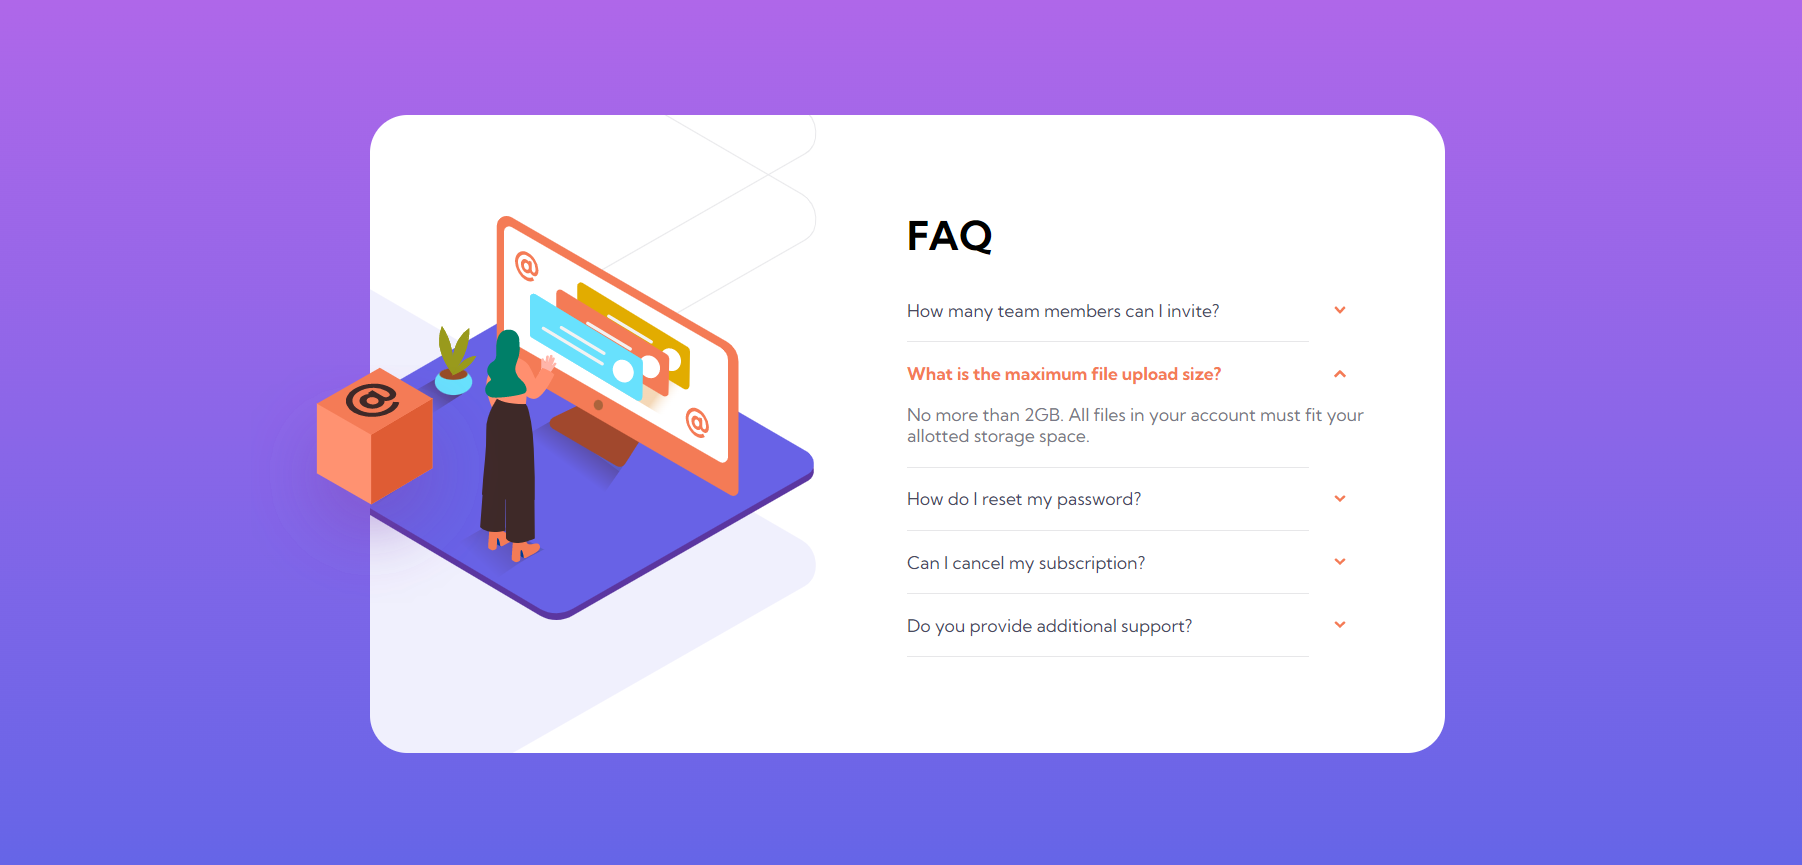 @
@
@
FAQ
How many team members can I invite?
What is the maximum file upload size?
No more than 2GB. All files in your account must fit your
allotted storage space.
How do I reset my password?
Can I cancel my subscription?
Do you provide additional support?